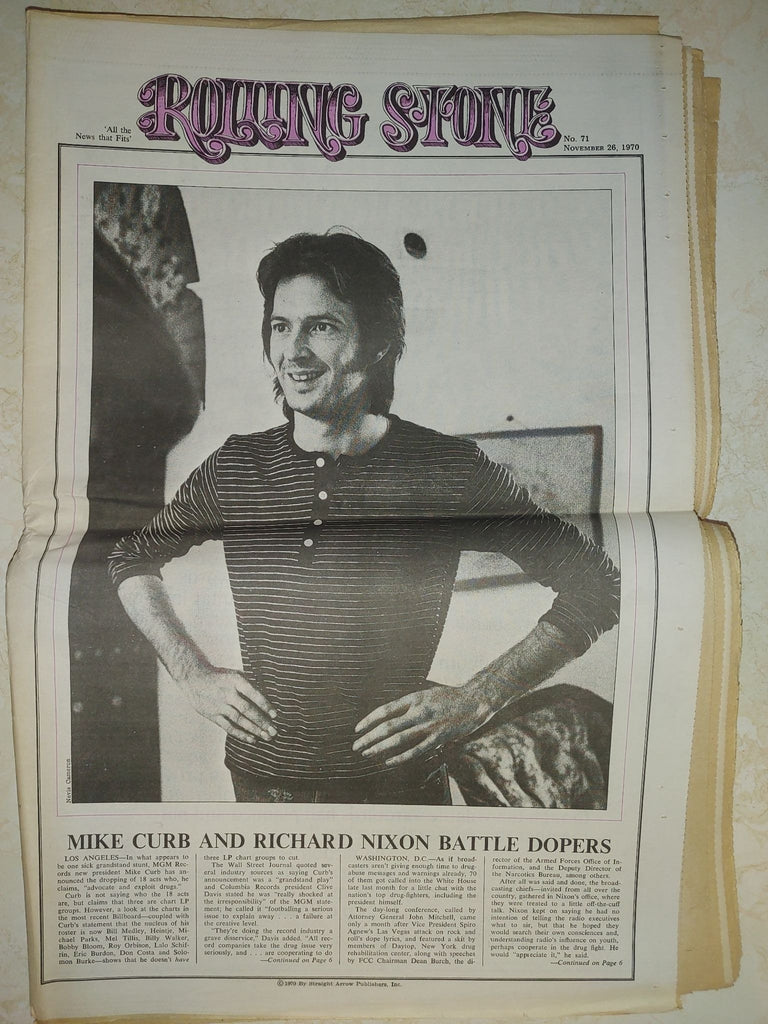 'All the
News that Fits'
ROLLING STONE
No. 71
NOVEMBER 26, 1970
Nevis Cameron
MIKE CURB AND RICHARD NIXON BATTLE DOPERS
LOS ANGELES—In what appears to
be one sick grandstand stunt, MGM Rec-
ords new president Mike Curb has an-
nounced the dropping of 18 acts who, he
claims, "advocate and exploit drugs."
Curb is not saying who the 18 acts
are, but claims that three are chart LP
groups. However, a look at the charts in
the most recent Billboard—coupled with
Curb's statement that the nucleus of his
roster is now Bill Medley, Heintje, Mi-
chael Parks, Mel Tillis, Billy Walker,
Bobby Bloom, Roy Orbison, Lalo Schif-
rin, Eric Burdon, Don Costa and Solo-
mon Burke—shows that he doesn't have
three LP chart groups to cut.
The Wall Street Journal quoted sev-
eral industry sources as saying Curb's
announcement was a "grandstand play"
and Columbia Records president Clive
Davis stated he was "really shocked at
the irresponsibility" of the MGM state-
ment; he called it "footballing a serious
issue to explain away . . . a failure at
the creative level.
"They're doing the record industry a
grave disservice," Davis added. "All rec-
ord companies take the drug issue very
seriously, and . . . are cooperating to do
—Continued on Page 6
WASHINGTON, D.C.—As if broad-
casters aren't giving enough time to drug-
abuse messages and warnings already, 70
of them got called into the White House
late last month for a little chat with the
nation's top drug-fighters, including the
president himself.
The day-long conference, called by
Attorney General John Mitchell, came
only a month after Vice President Spiro
Agnew's Las Vegas attack on rock and
roll's dope lyrics, and featured a skit by
members of Daytop, New York drug
rehabilitation center, along with speeches
by FCC Chairman Dean Burch, the di-
rector of the Armed Forces Office of In-
formation, and the Deputy Director of
the Narcotics Bureau, among others.
After all was said and done, the broad-
casting chiefs—invited from all over the
country, gathered in Nixon's office, where
they were treated to a little off-the-cuff
talk. Nixon kept on saying he had no
intention of telling the radio executives
what to air, but that he hoped they
would search their own consciences and,
understanding radio's influence on youth,
perhaps cooperate in the drug fight. He
would "appreciate it," he said.
—Continued on Page 6
©1970 By Straight Arrow Publishers, Inc.